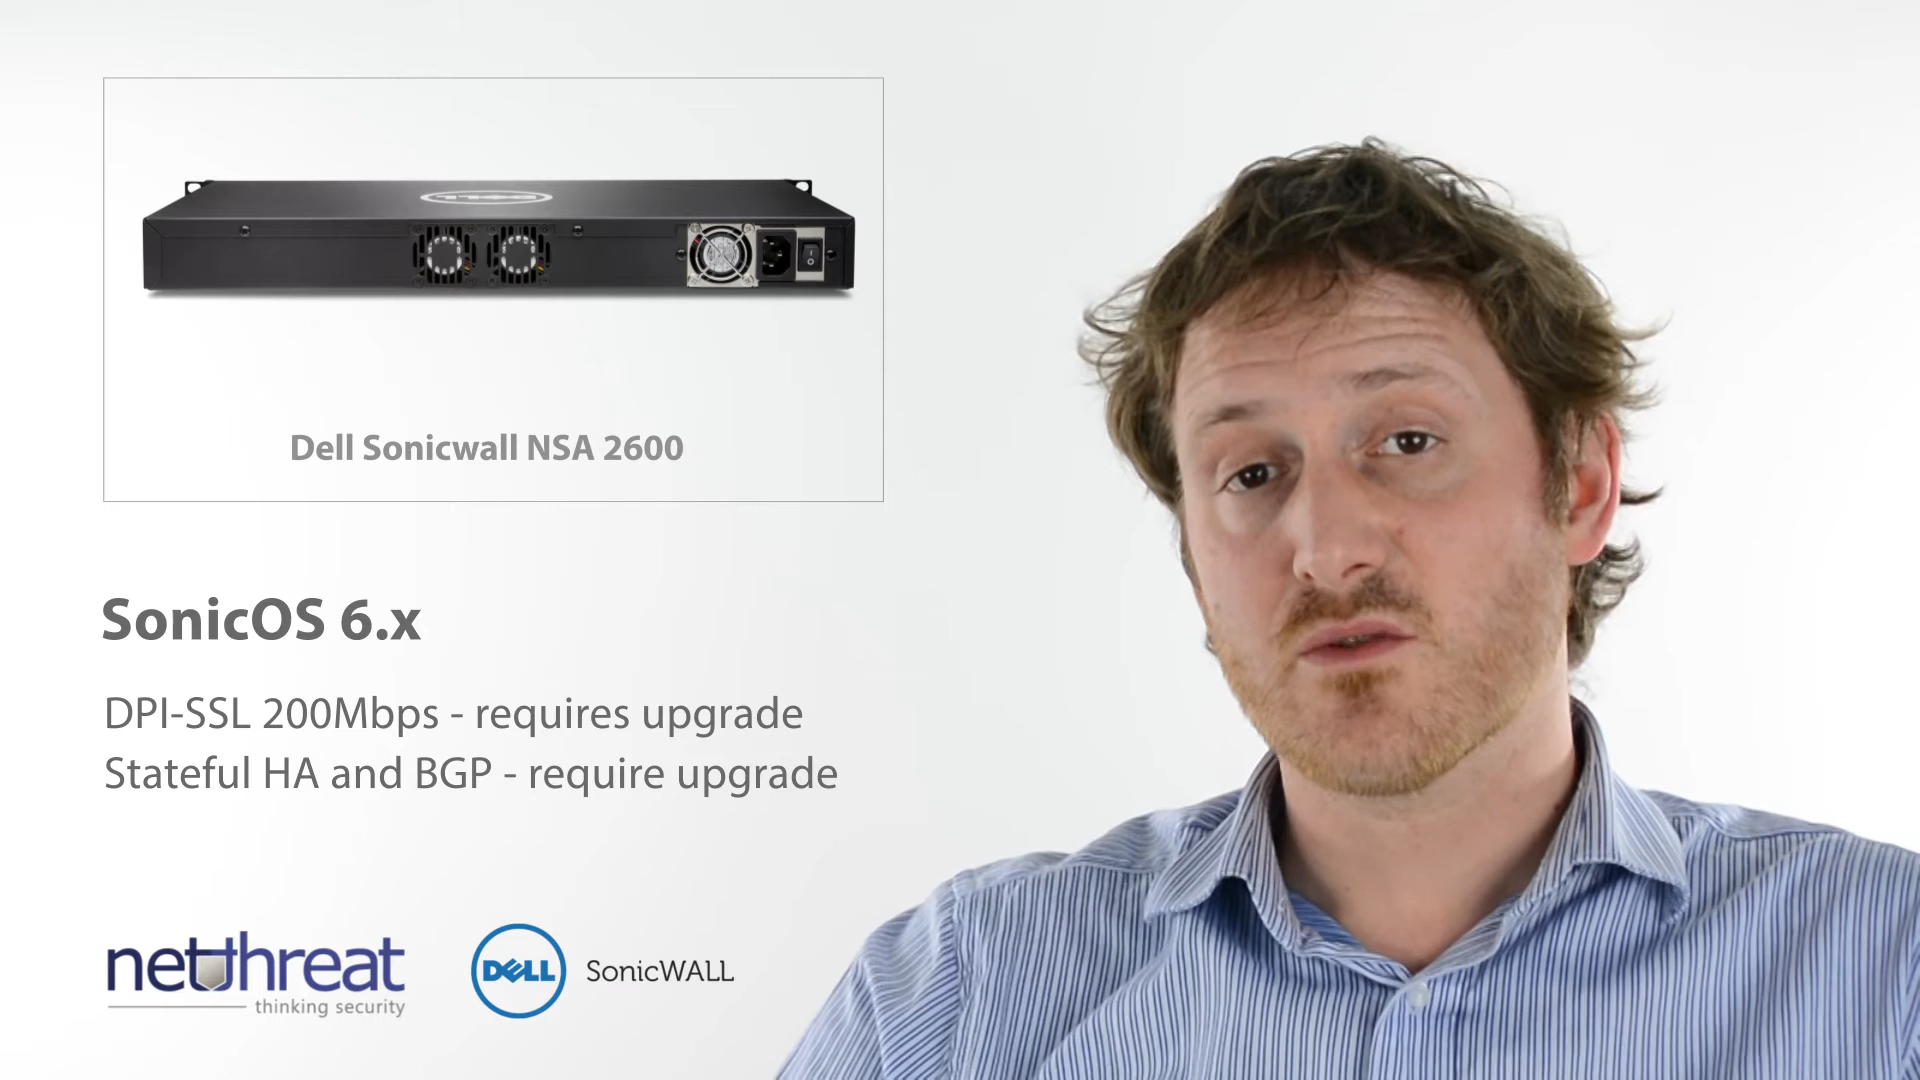 DELL
Dell Sonicwall NSA 2600
SonicOS 6.x
DPI-SSL 200Mbps - requires upgrade
Stateful HA and BGP - require upgrade
netthreat
thinking security
DELL SonicWALL